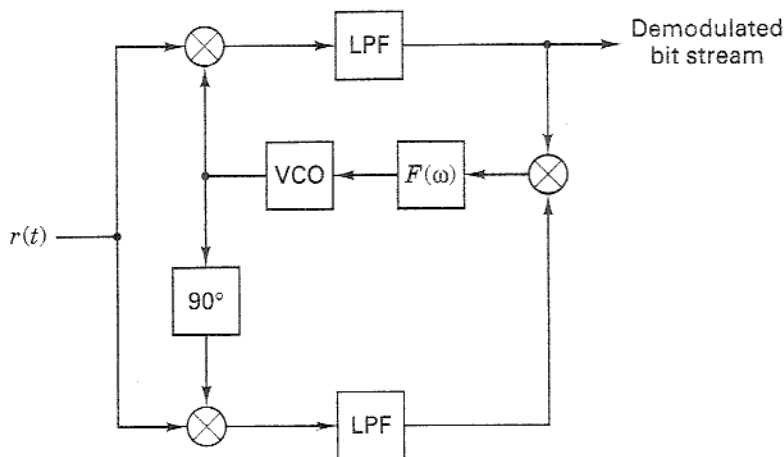 LPF
Demodulated
bit stream
VCO
F(ω)
r(t)
90°
LPF